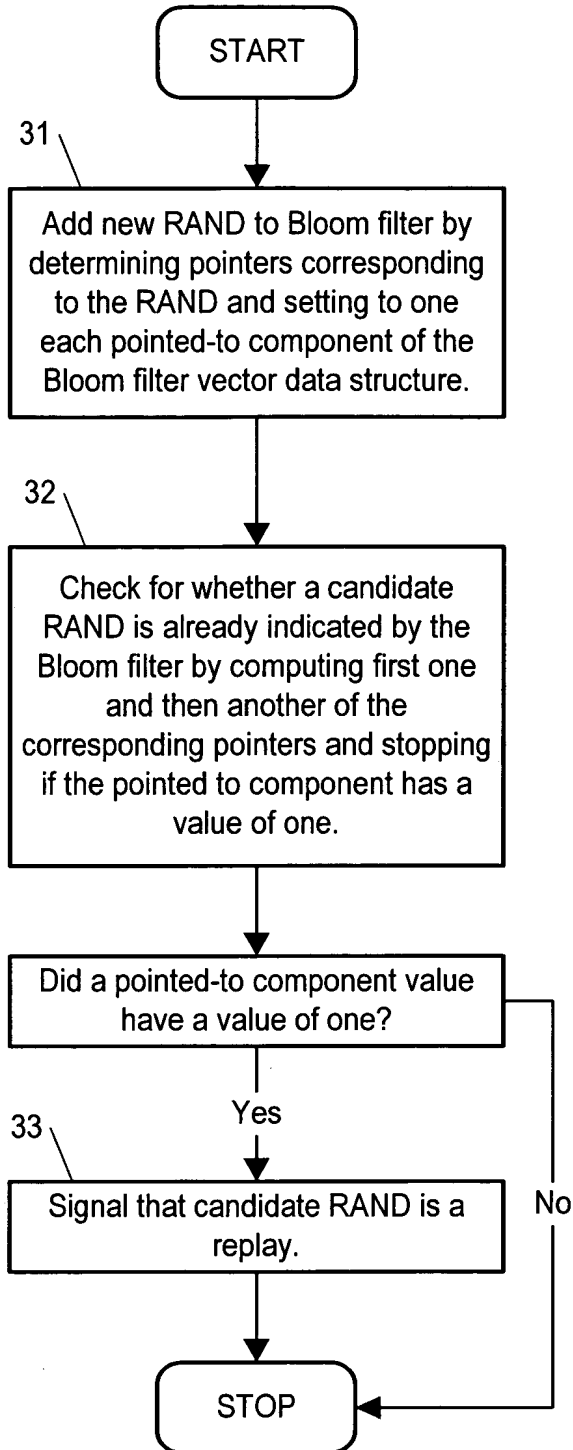 START
31
Add new RAND to Bloom filter by
determining pointers corresponding
to the RAND and setting to one
each pointed-to component of the
Bloom filter vector data structure.
32
Check for whether a candidate
RAND is already indicated by the
Bloom filter by computing first one
and then another of the
corresponding pointers and stopping
if the pointed to component has a
value of one.
Did a pointed-to component value
have a value of one?
Yes
33
Signal that candidate RAND is a
replay.
No
STOP